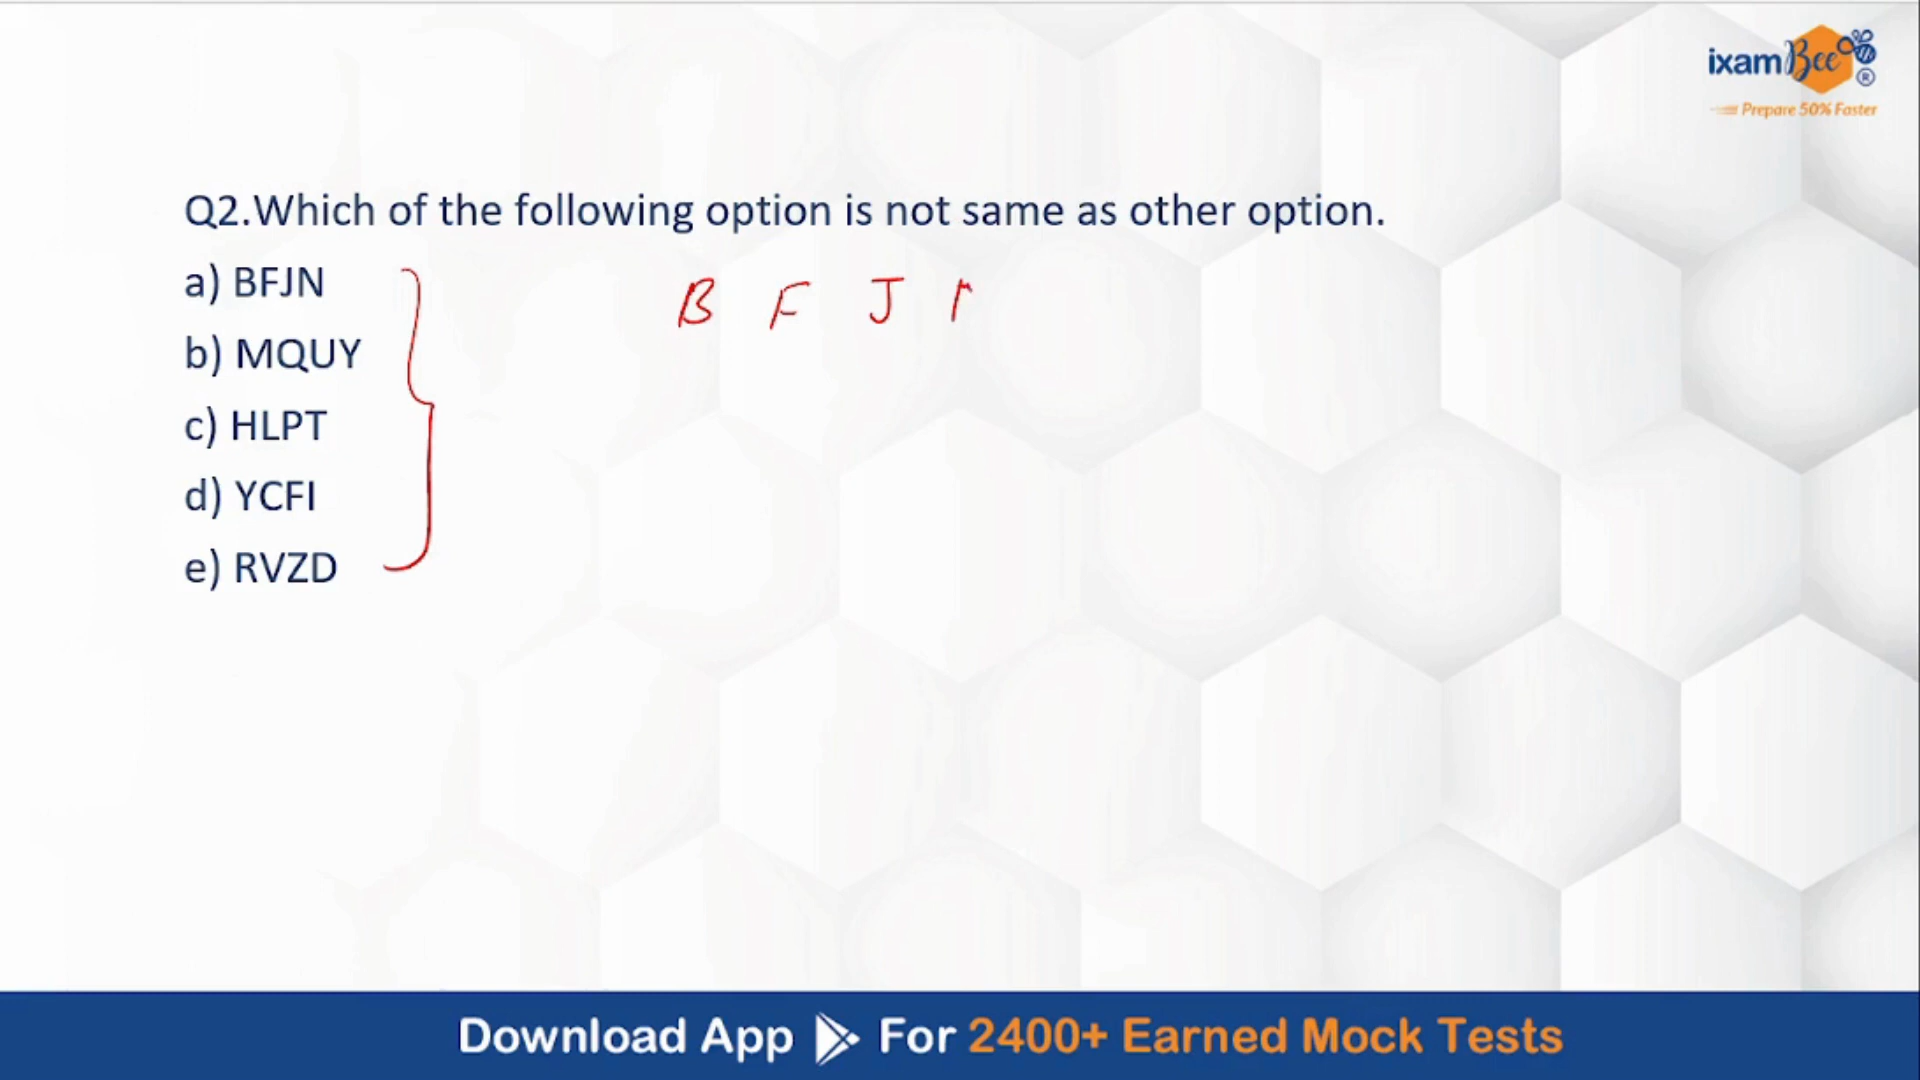 ixamBee
®
Prepare 50% Faster
Q2.Which of the following option is not same as other option.
a) BFJN
B F J
b) MQUY
c) HLPT
d) YCFI
e) RVZD
Download App For 2400+ Earned Mock Tests